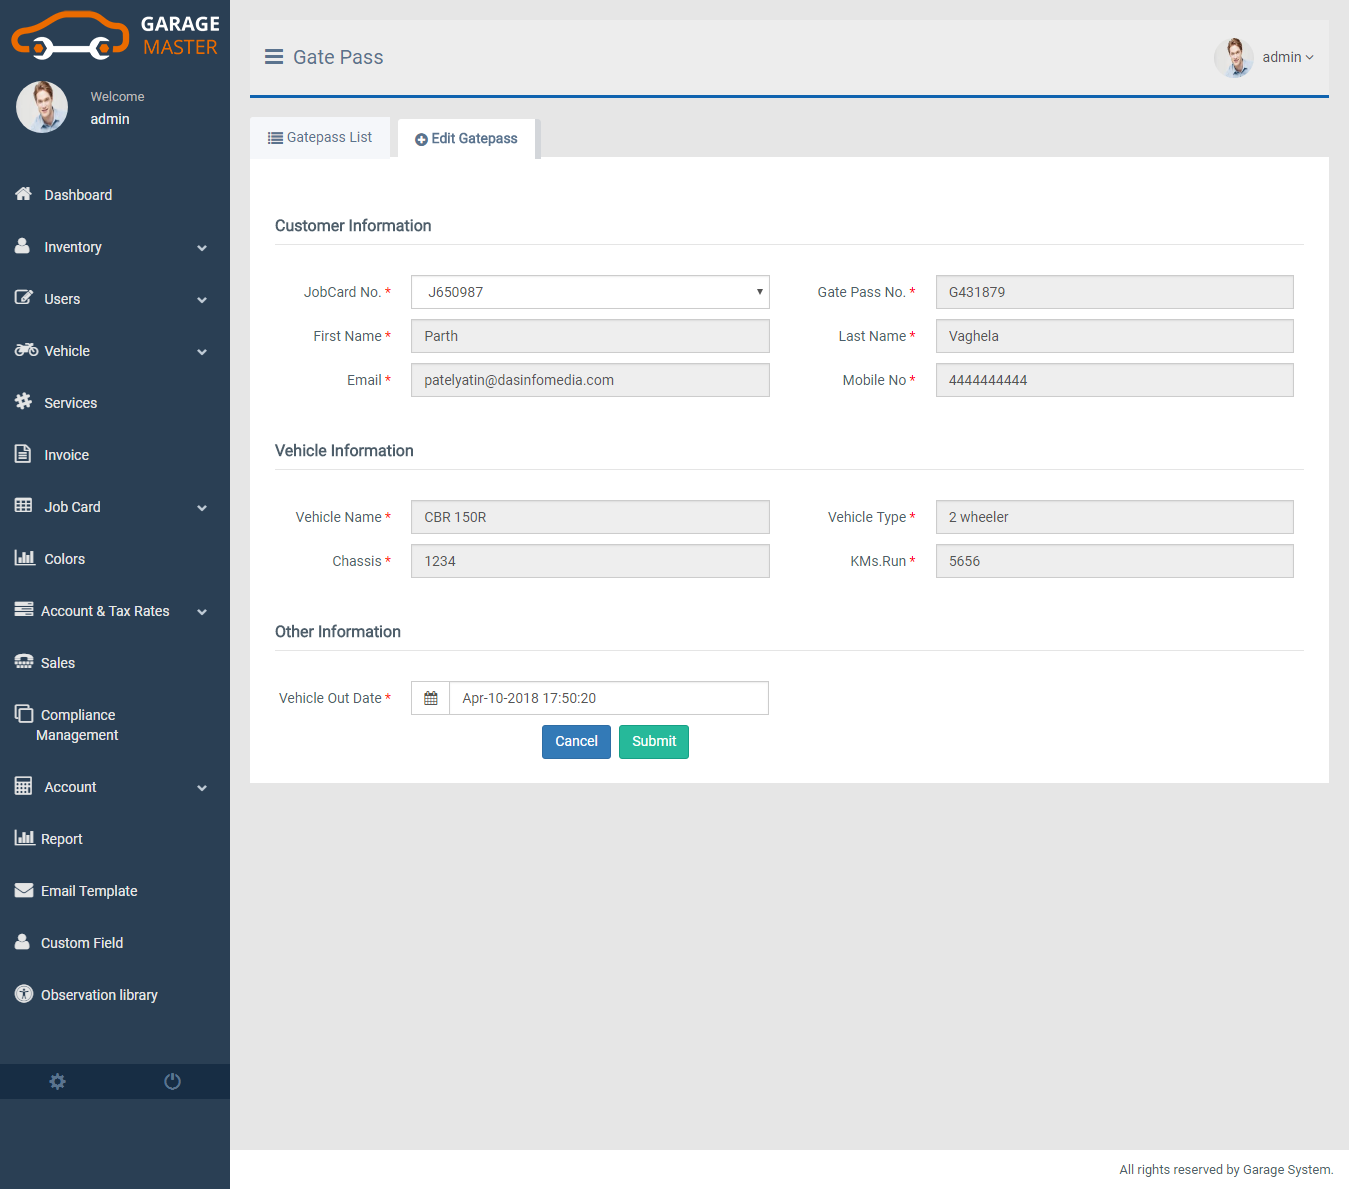 GARAGE
MASTER
Welcome
admin
Dashboard
Inventory
Users
Vehicle
Services
Invoice
Job Card
Colors
Account & Tax Rates
Sales
Compliance
Management
Account
Report
Email Template
Custom Field
Observation library
Gate Pass
admin
Gatepass List
Edit Gatepass
Customer Information
JobCard No. * J650987 Gate Pass No. * G431879
First Name * Parth Last Name * Vaghela
Email * patelyatin@dasinfomedia.com Mobile No * 4444444444
Vehicle Information
Vehicle Name * CBR 150R Vehicle Type * 2 wheeler
Chassis * 1234 KMs.Run * 5656
Other Information
Vehicle Out Date * Apr-10-2018 17:50:20
Cancel Submit
All rights reserved by Garage System.